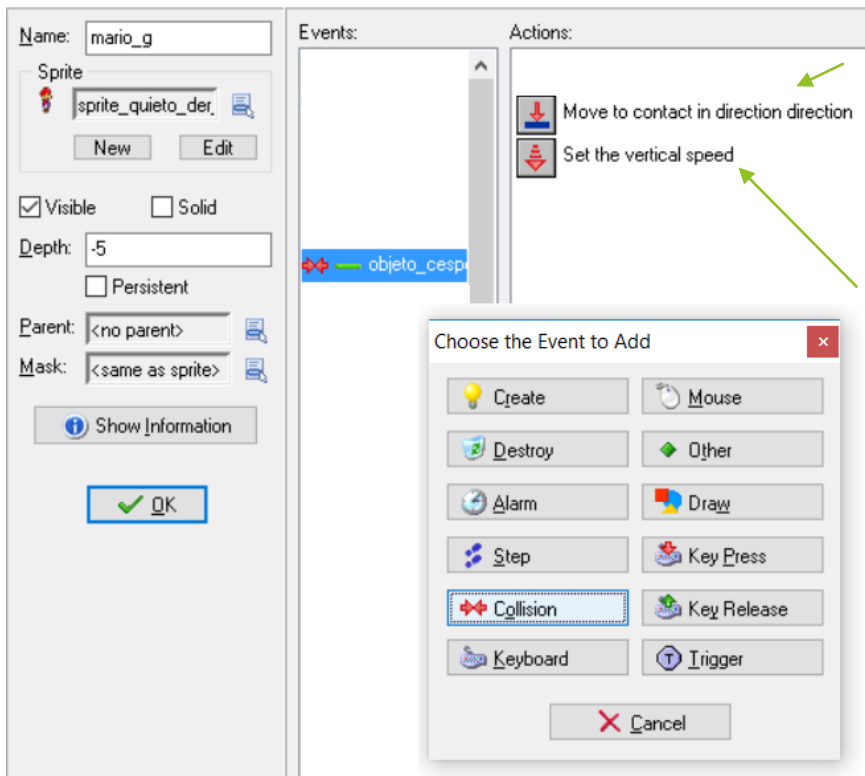 Name: mario_g
Sprite
sprite_quieto_der_
New Edit
Visible Solid
Depth: -5
Persistent
Parent: <no parent>
Mask: <same as sprite>
Show Information
OK
Events:
objeto_cespe
Actions:
Move to contact in direction direction
Set the vertical speed
Choose the Event to Add
Create Mouse
Destroy Other
Alarm Draw
Step Key Press
Collision Key Release
Keyboard Trigger
Cancel